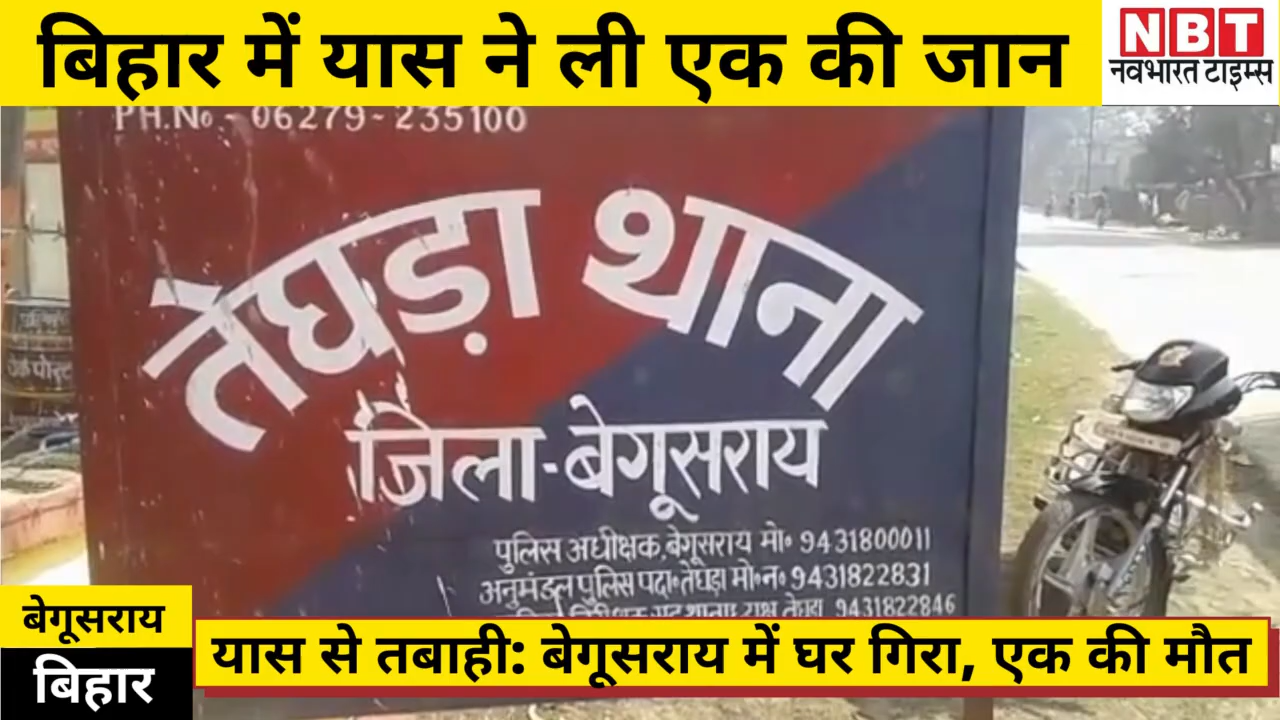 बिहार में यास ने ली एक की जान
NBT
नवभारत टाइम्स
PH.No - 06279-235100
तेघड़ा थाना
जिला-बेगूसराय
पुलिस अधीक्षक,बेगूसराय मो॰ 9431800011
अनुमंडल पुलिस पदा॰तेघड़ा मो॰न॰ 9431822831
तेघड़ा 9431822846
बेगूसराय
बिहार
यास से तबाही: बेगूसराय में घर गिरा, एक की मौत